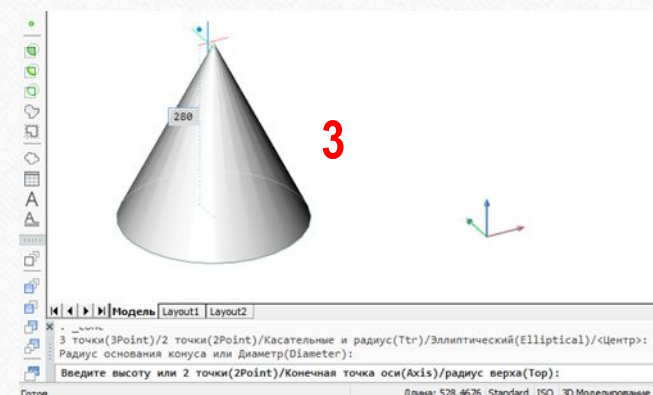 280
3
Модель Layout1 Layout2
: _cone
3 точки(3Point)/2 точки(2Point)/Касательные и радиус(Ttr)/Эллиптический(Elliptical)/<Центр>:
Радиус основания конуса или Диаметр(Diameter):
Введите высоту или 2 точки(2Point)/Конечная точка оси(Axis)/радиус верха(Top):
Готов Длина: 528.4676 Standard ISO 3D Моделирование